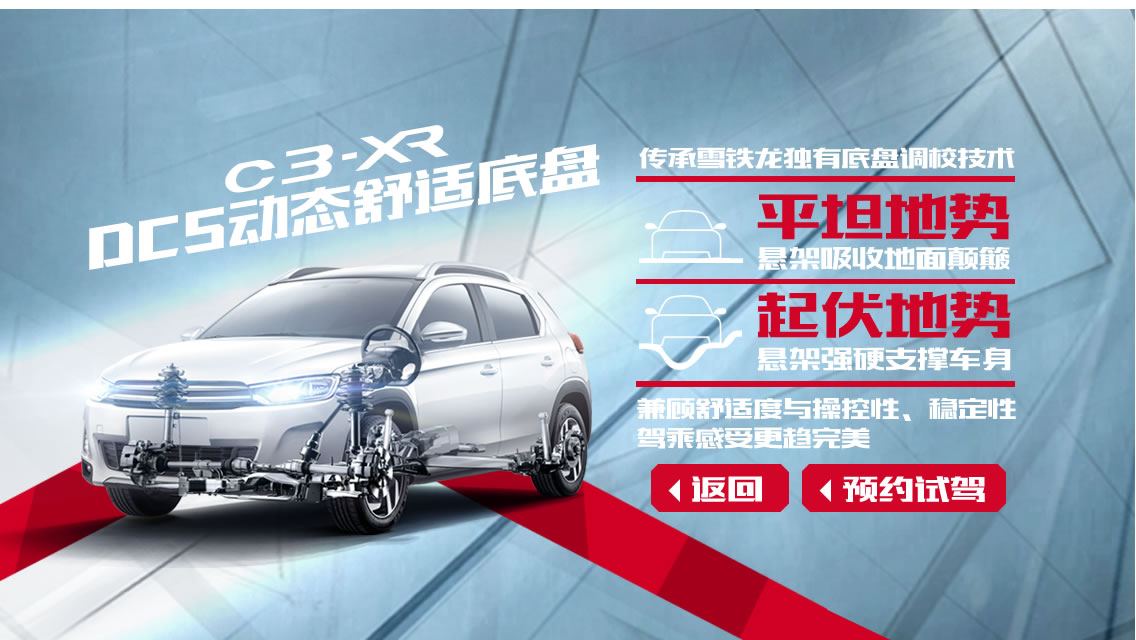 C3-XR
DCS动态舒适底盘
传承雪铁龙独有底盘调校技术
平坦地势
悬架吸收地面颠簸
起伏地势
悬架强硬支撑车身
兼顾舒适度与操控性、稳定性
驾乘感受更趋完美
返回
预约试驾